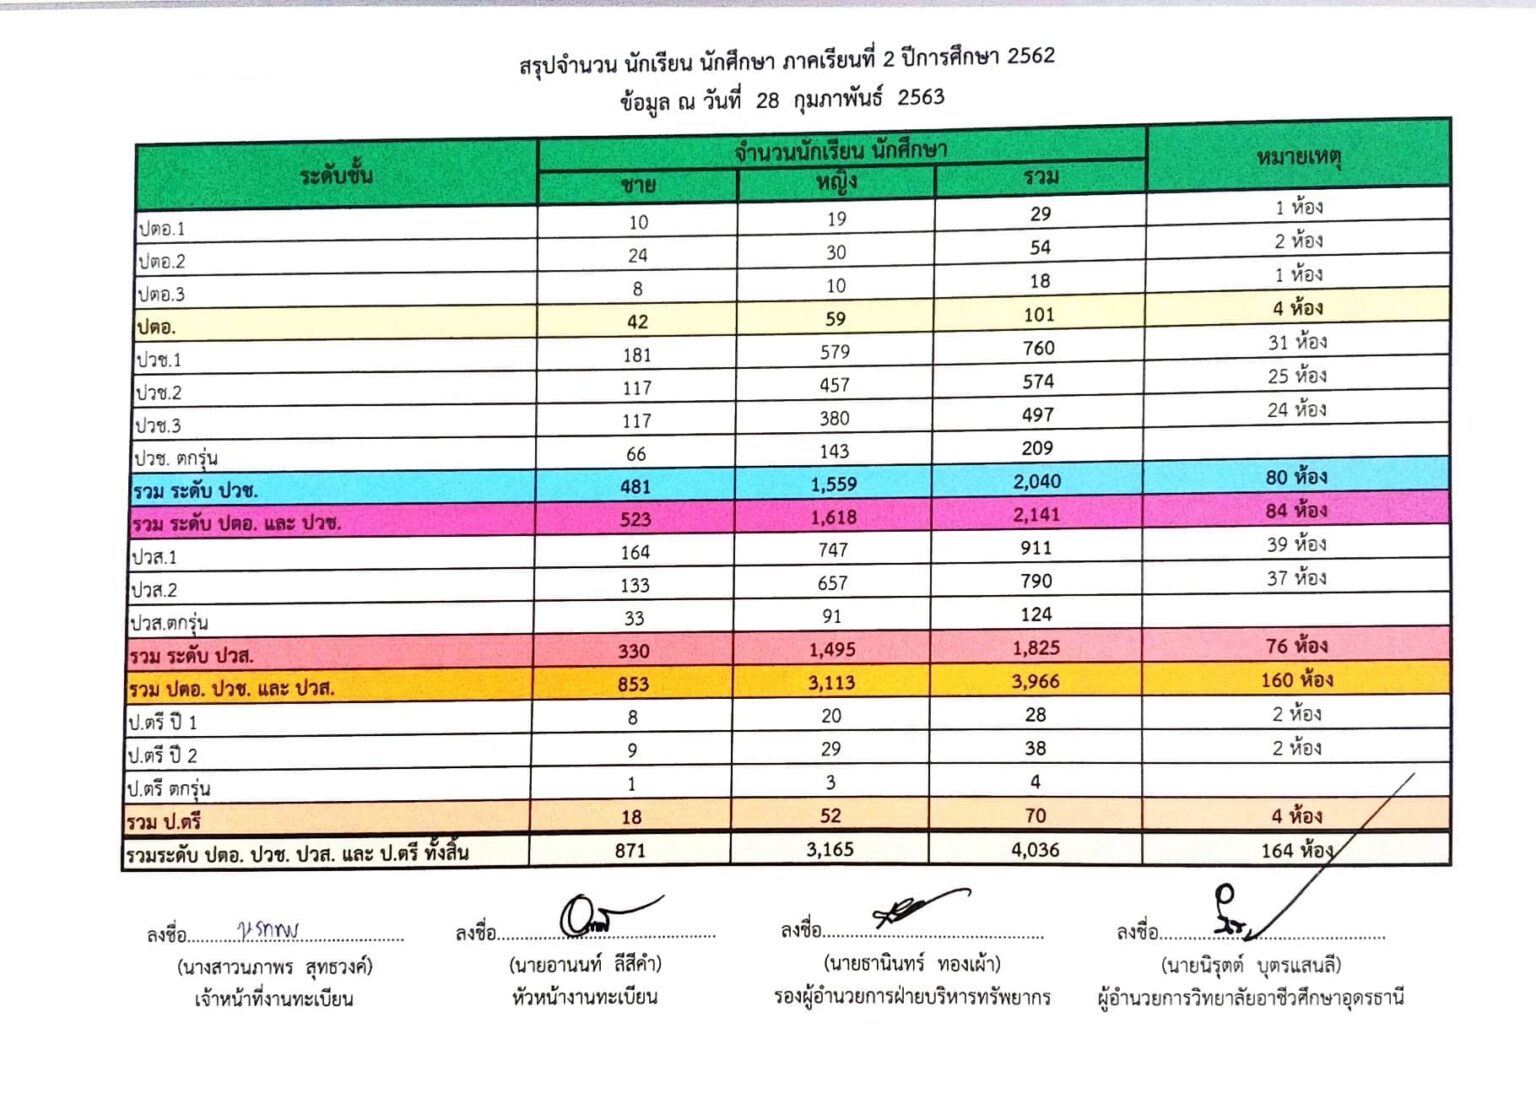 สรุปจำนวน นักเรียน นักศึกษา ภาคเรียนที่ 2 ปีการศึกษา 2562
ข้อมูล ณ วันที่ 28 กุมภาพันธ์ 2563
ระดับชั้น จำนวนนักเรียน นักศึกษา หมายเหตุ
ชาย หญิง รวม
ปตอ.1 10 19 29 1 ห้อง
ปตอ.2 24 30 54 2 ห้อง
ปตอ.3 8 10 18 1 ห้อง
ปตอ. 42 59 101 4 ห้อง
ปวช.1 181 579 760 31 ห้อง
ปวช.2 117 457 574 25 ห้อง
ปวช.3 117 380 497 24 ห้อง
ปวช. ตกรุ่น 66 143 209
รวม ระดับ ปวช. 481 1,559 2,040 80 ห้อง
รวม ระดับ ปตอ. และ ปวช. 523 1,618 2,141 84 ห้อง
ปวส.1 164 747 911 39 ห้อง
ปวส.2 133 657 790 37 ห้อง
ปวส.ตกรุ่น 33 91 124
รวม ระดับ ปวส. 330 1,495 1,825 76 ห้อง
รวม ปตอ. ปวช. และ ปวส. 853 3,113 3,966 160 ห้อง
ป.ตรี ปี 1 8 20 28 2 ห้อง
ป.ตรี ปี 2 9 29 38 2 ห้อง
ป.ตรี ตกรุ่น 1 3 4
รวม ป.ตรี 18 52 70 4 ห้อง
รวมระดับ ปตอ. ปวช. ปวส. และ ป.ตรี ทั้งสิ้น 871 3,165 4,036 164 ห้อง
ลงชื่อ ลงชื่อ ลงชื่อ ลงชื่อ
(นางสาวนภาพร สุทธวงค์) (นายอานนท์ ลีสีคำ) (นายธานินทร์ ทองเผ้า) (นายนิรุตต์ บุตรแสนลี)
เจ้าหน้าที่งานทะเบียน หัวหน้างานทะเบียน รองผู้อำนวยการฝ่ายบริหารทรัพยากร ผู้อำนวยการวิทยาลัยอาชีวศึกษาอุดรธานี